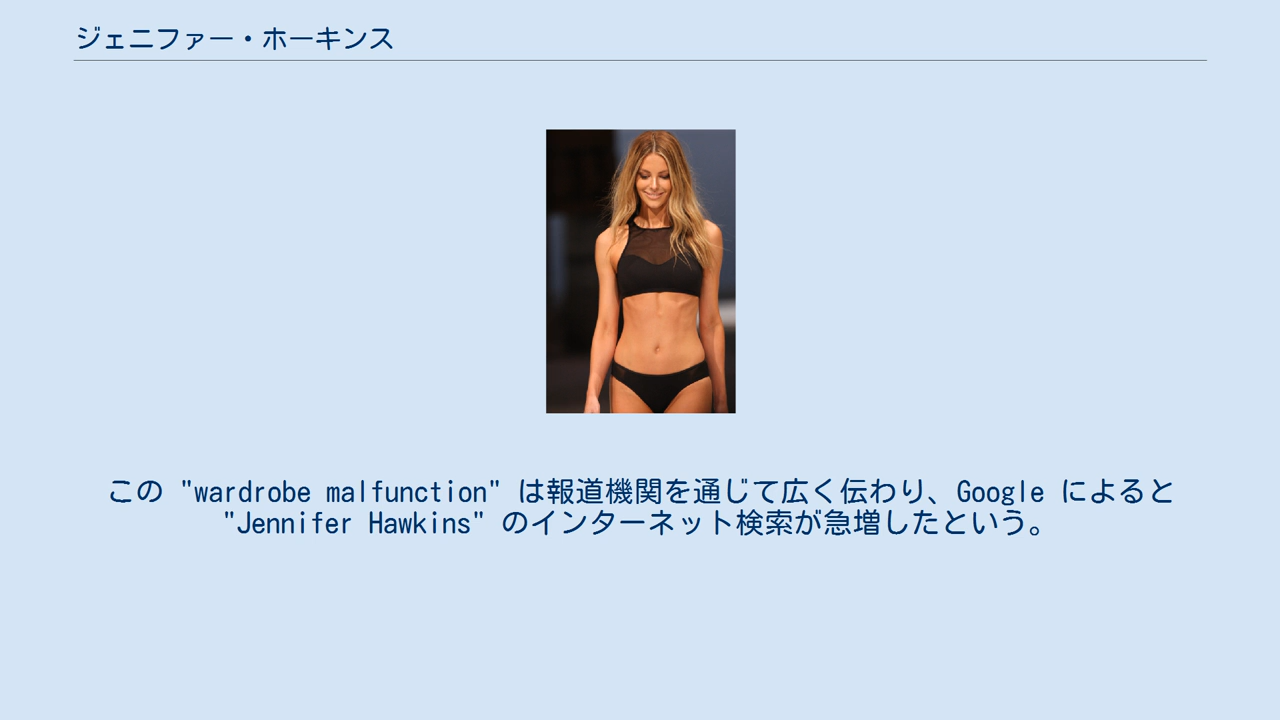 ジェニファー・ホーキンス
この "wardrobe malfunction" は報道機関を通じて広く伝わり、Google によると
"Jennifer Hawkins" のインターネット検索が急増したという。